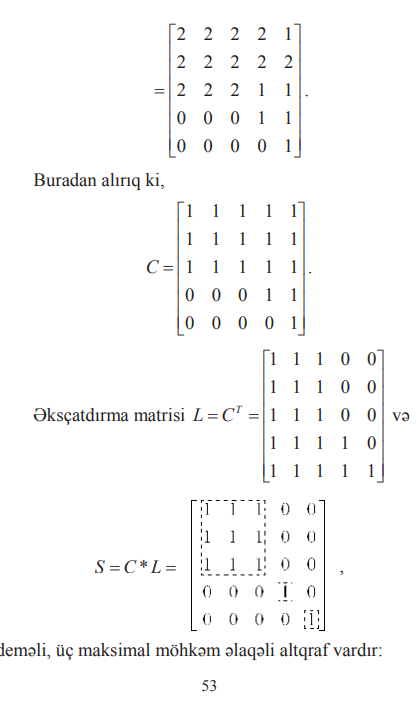 2 2 2 2 1
2 2 2 2 2
= 2 2 2 1 1 .
0 0 0 1 1
0 0 0 0 1
Buradan alırıq ki,
1 1 1 1 1
1 1 1 1 1
C = 1 1 1 1 1 .
0 0 0 1 1
0 0 0 0 1
1 1 1 0 0
1 1 1 0 0
Əksçatdırma matrisi L = C^T = 1 1 1 0 0 və
1 1 1 1 0
1 1 1 1 1
1 1 1 0 0
1 1 1 0 0
S = C * L = 1 1 1 0 0 ,
0 0 0 1 0
0 0 0 0 1
deməli, üç maksimal möhkəm əlaqəli altqraf vardır:
53